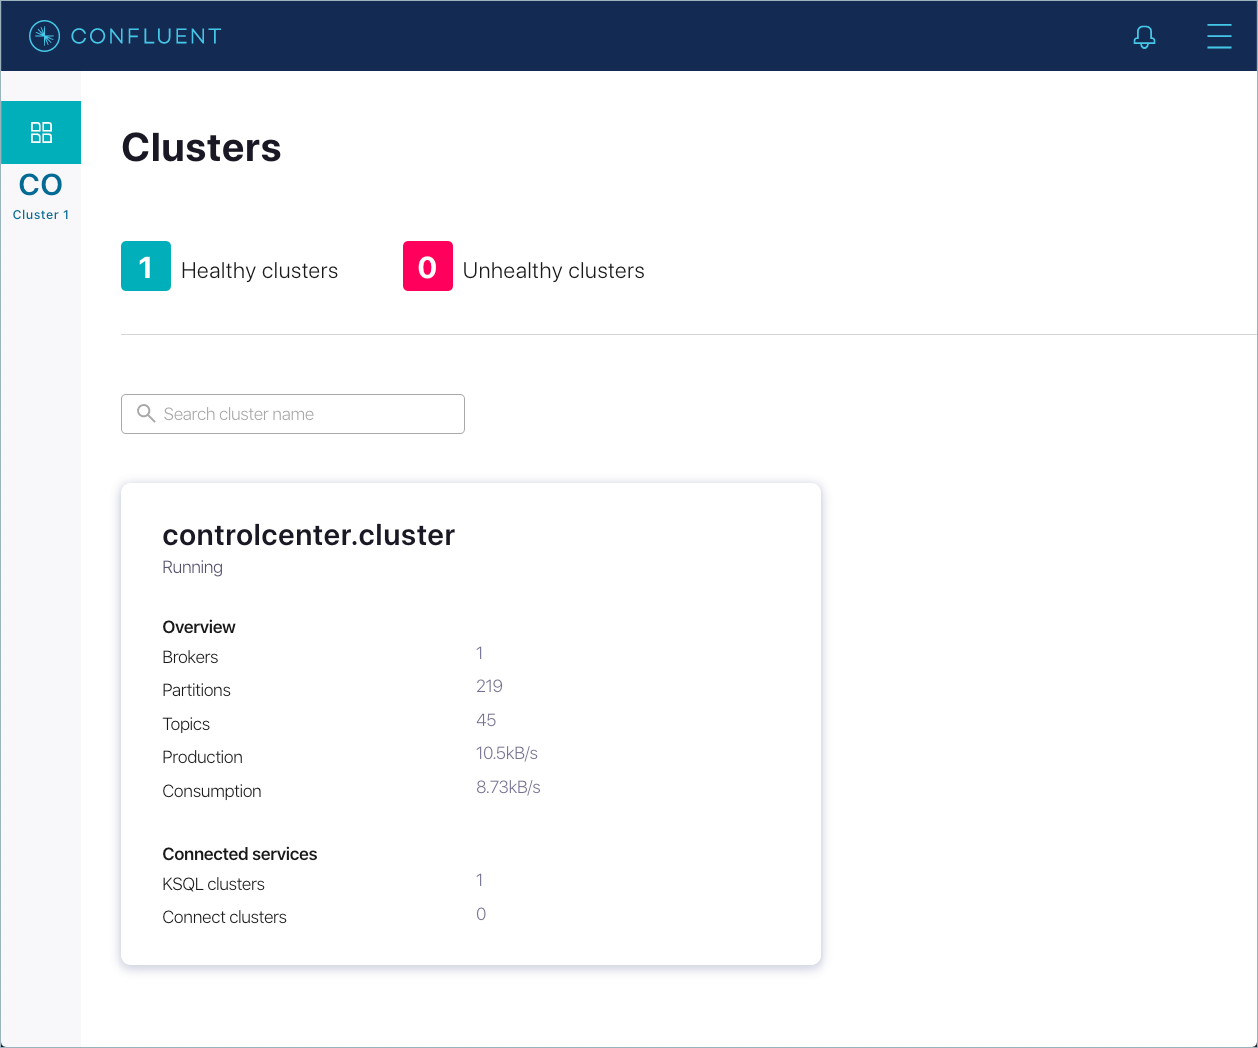 CONFLUENT
Clusters
CO
Cluster 1
1 Healthy clusters 0 Unhealthy clusters
Search cluster name
controlcenter.cluster
Running
Overview
Brokers 1
Partitions 219
Topics 45
Production 10.5kB/s
Consumption 8.73kB/s
Connected services
KSQL clusters 1
Connect clusters 0